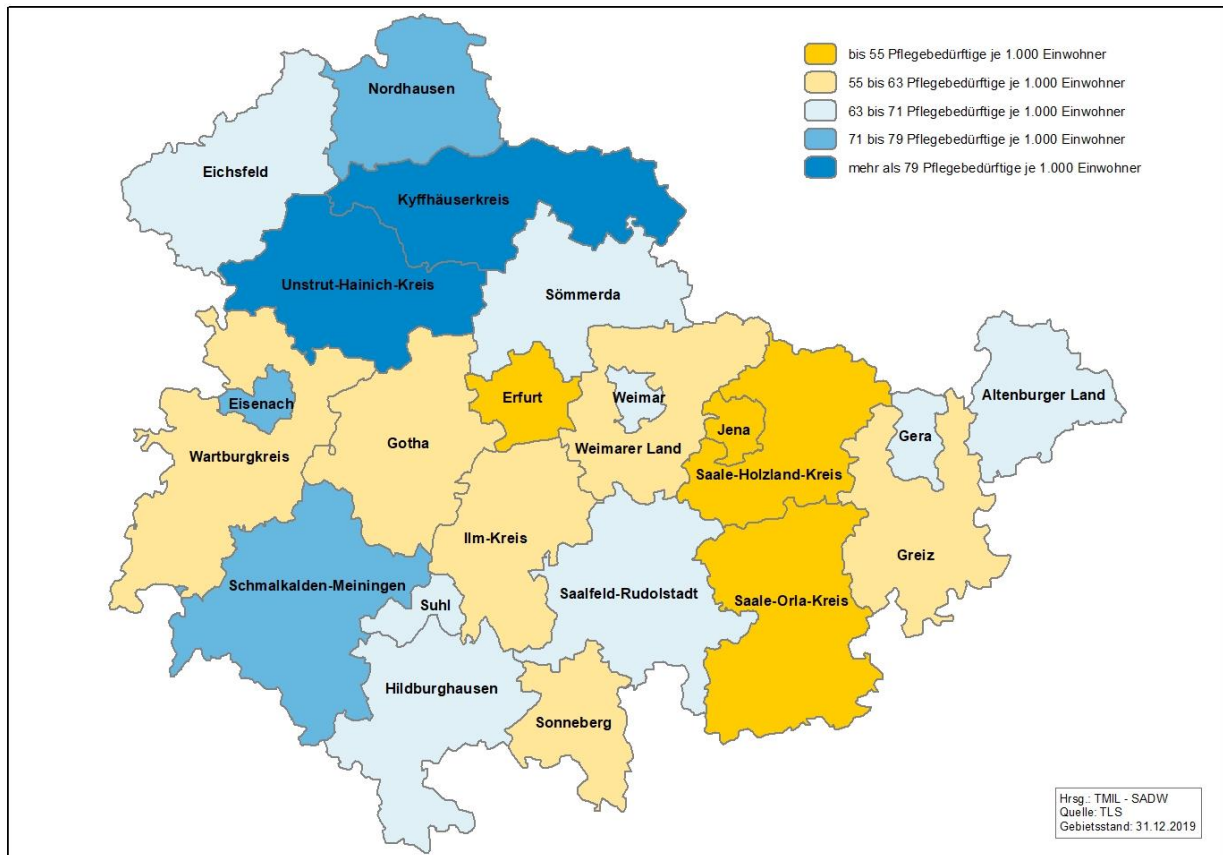 bis 55 Pflegebedürftige je 1.000 Einwohner
55 bis 63 Pflegebedürftige je 1.000 Einwohner
63 bis 71 Pflegebedürftige je 1.000 Einwohner
71 bis 79 Pflegebedürftige je 1.000 Einwohner
mehr als 79 Pflegebedürftige je 1.000 Einwohner
Nordhausen
Eichsfeld
Kyffhäuserkreis
Unstrut-Hainich-Kreis
Sömmerda
Altenburger Land
Eisenach
Erfurt
Weimar
Jena
Gera
Wartburgkreis
Gotha
Weimarer Land
Saale-Holzland-Kreis
Ilm-Kreis
Greiz
Schmalkalden-Meiningen
Suhl
Saalfeld-Rudolstadt
Saale-Orla-Kreis
Hildburghausen
Sonneberg
Hrsg.: TMIL - SADW
Quelle: TLS
Gebietsstand: 31.12.2019